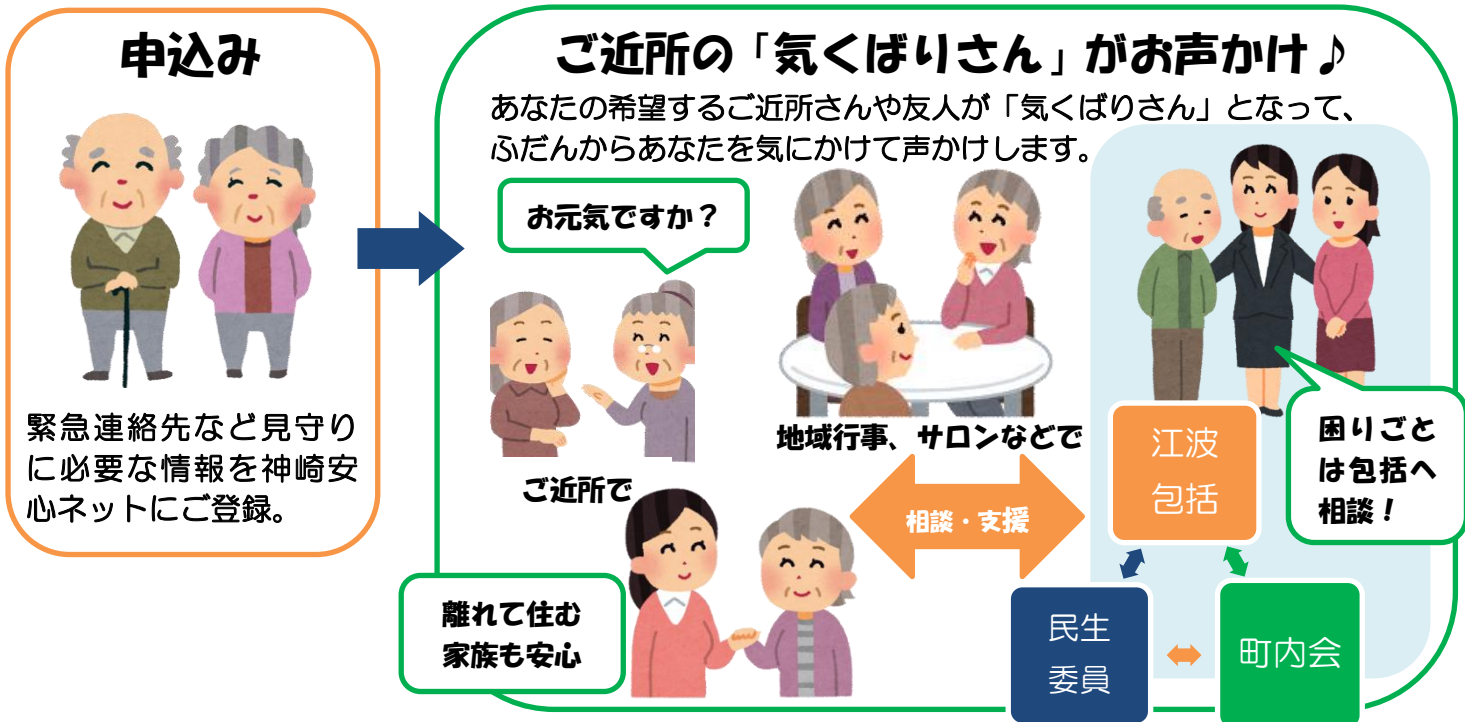 申込み
緊急連絡先など見守り
に必要な情報を神崎安
心ネットにご登録。
ご近所の「気くばりさん」がお声かけ♪
あなたの希望するご近所さんや友人が「気くばりさん」となって、
ふだんからあなたを気にかけて声かけします。
お元気ですか？
ご近所で
地域行事、サロンなどで
離れて住む
家族も安心
相談・支援
困りごと
は包括へ
相談！
江波
包括
民生
委員
町内会